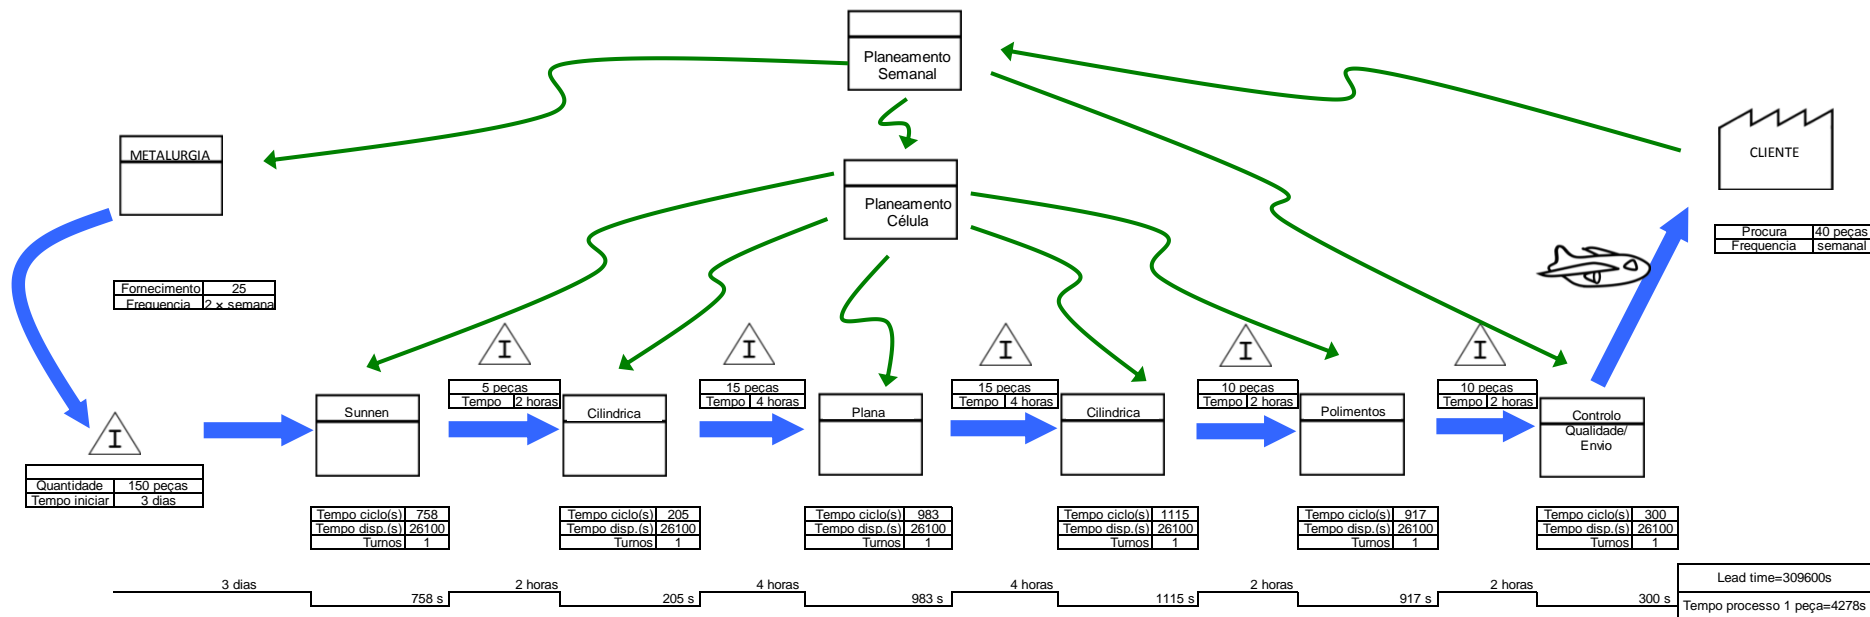 Planeamento
Semanal
METALURGIA
CLIENTE
Planeamento
Célula
Procura 40 peças
Frequencia semanal
Fornecimento 25
Frequencia 2 × semana
5 peças
Tempo 2 horas
15 peças
Tempo 4 horas
15 peças
Tempo 4 horas
10 peças
Tempo 2 horas
10 peças
Tempo 2 horas
I
I
I
I
I
I
Sunnen
Cilindrica
Plana
Cilindrica
Polimentos
Controlo
Qualidade/
Envio
Quantidade 150 peças
Tempo iniciar 3 dias
Tempo ciclo(s) 758
Tempo disp.(s) 26100
Turnos 1
Tempo ciclo(s) 205
Tempo disp.(s) 26100
Turnos 1
Tempo ciclo(s) 983
Tempo disp.(s) 26100
Turnos 1
Tempo ciclo(s) 1115
Tempo disp.(s) 26100
Turnos 1
Tempo ciclo(s) 917
Tempo disp.(s) 26100
Turnos 1
Tempo ciclo(s) 300
Tempo disp.(s) 26100
Turnos 1
3 dias 2 horas 4 horas 4 horas 2 horas 2 horas
758 s 205 s 983 s 1115 s 917 s 300 s
Lead time=309600s
Tempo processo 1 peça=4278s